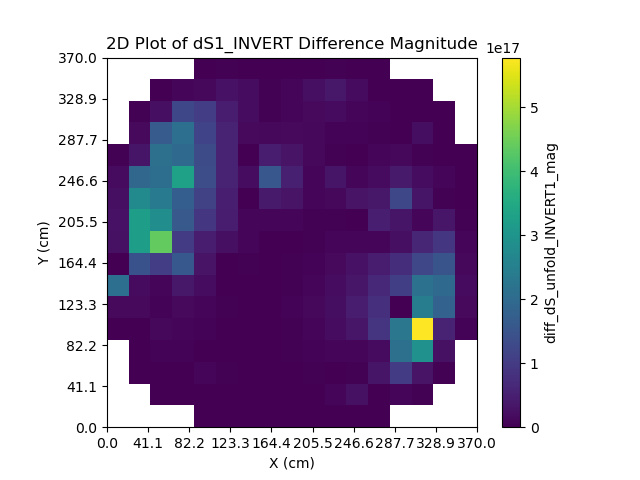 2D Plot of dS1_INVERT Difference Magnitude
1e17
370.0
328.9
287.7
246.6
205.5
164.4
123.3
82.2
41.1
0.0
Y (cm)
0.0 41.1 82.2 123.3 164.4 205.5 246.6 287.7 328.9 370.0
X (cm)
5
4
3
2
1
0
diff_dS_unfold_INVERT1_mag